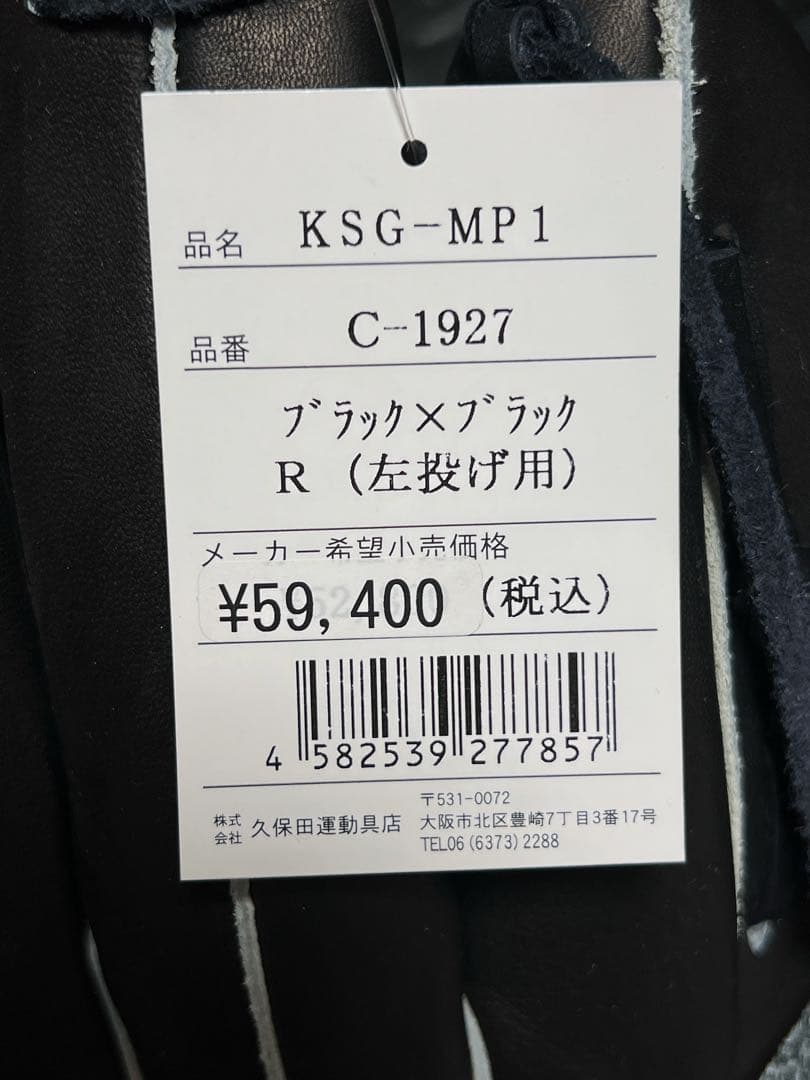 品名 KSG-MP1
品番 C-1927
ブラック×ブラック
R (左投げ用)
メーカー希望小売価格
¥59,400 (税込)
4 582539 277857
株式会社 久保田運動具店
〒531-0072
大阪市北区豊崎7丁目3番17号
TEL06(6373)2288